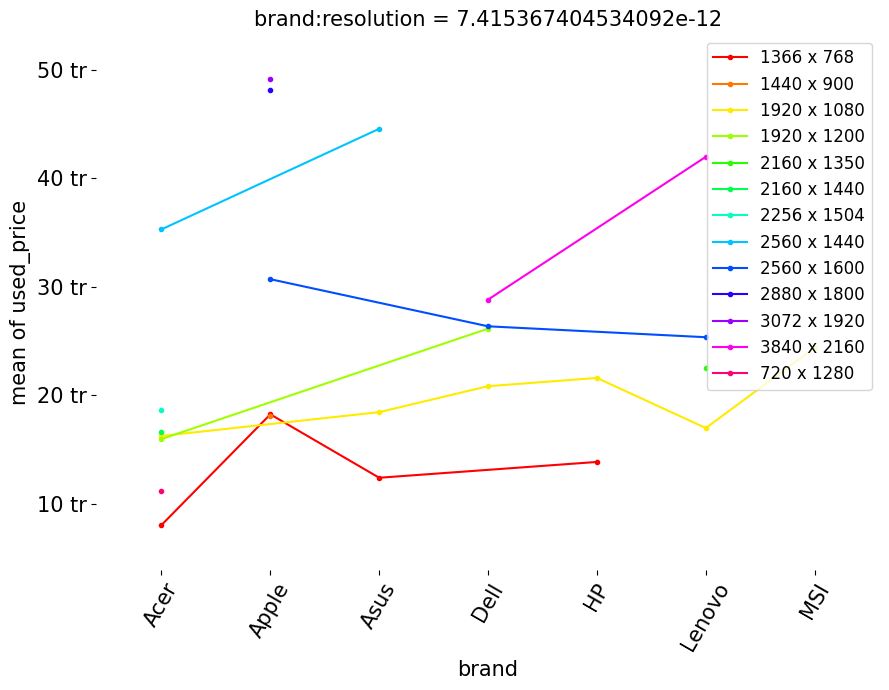 brand:resolution = 7.415367404534092e-12
50 tr
40 tr
30 tr
20 tr
10 tr
mean of used_price
1366 x 768
1440 x 900
1920 x 1080
1920 x 1200
2160 x 1350
2160 x 1440
2256 x 1504
2560 x 1440
2560 x 1600
2880 x 1800
3072 x 1920
3840 x 2160
720 x 1280
Acer
Apple
Asus
Dell
HP
Lenovo
MSI
brand